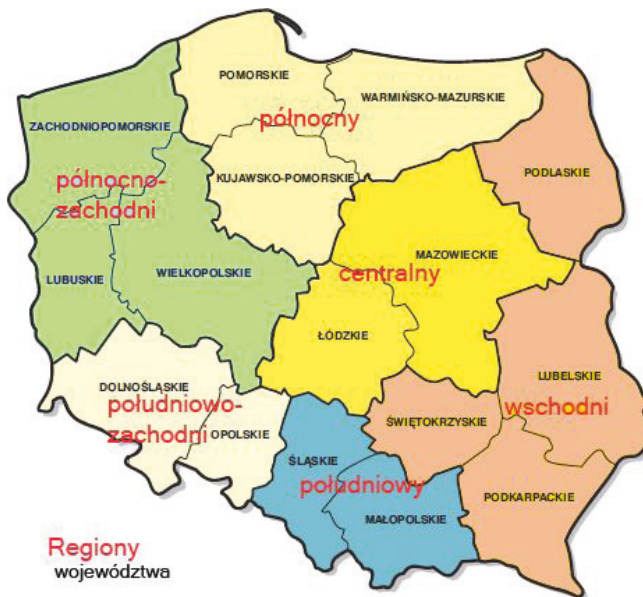 POMORSKIE
WARMIŃSKO-MAZURSKIE
ZACHODNIOPOMORSKIE
północny
KUJAWSKO-POMORSKIE
PODLASKIE
północno-
zachodni
MAZOWIECKIE
LUBUSKIE
WIELKOPOLSKIE
centralny
ŁÓDZKIE
LUBELSKIE
DOLNOŚLĄSKIE
południowo-
zachodni
OPOLSKIE
ŚWIĘTOKRZYSKIE
wschodni
ŚLĄSKIE
południowy
MAŁOPOLSKIE
PODKARPACKIE
Regiony
województwa